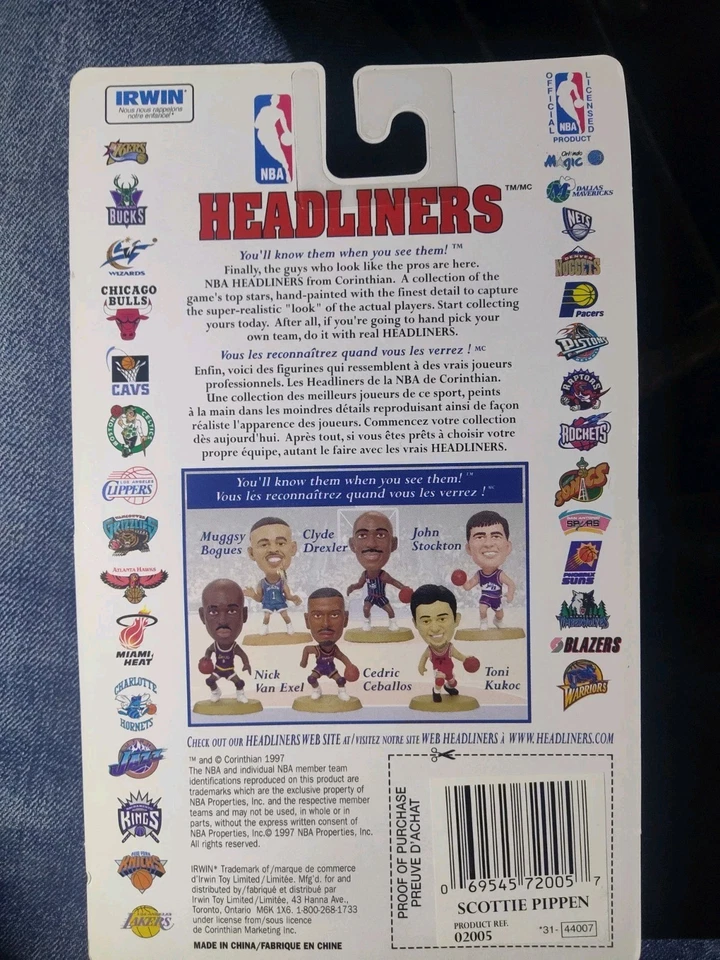 IRWIN*
Nous nous rappelons
notre enfance!*
NBA
OFFICIAL
LICENSED
NBA
PRODUCT
HEADLINERS TM/MC
You'll know them when you see them! ™
Finally, the guys who look like the pros are here.
NBA HEADLINERS from Corinthian. A collection of the
game's top stars, hand-painted with the finest detail to capture
the super-realistic "look" of the actual players. Start collecting
yours today. After all, if you're going to hand pick your
own team, do it with real HEADLINERS.
Vous les reconnaîtrez quand vous les verrez ! MC
Enfin, voici des figurines qui ressemblent à des vrais joueurs
professionnels. Les Headliners de la NBA de Corinthian.
Une collection des meilleurs joueurs de ce sport, peints
à la main dans les moindres détails reproduisant ainsi de façon
réaliste l'apparence des joueurs. Commencez votre collection
dès aujourd'hui. Après tout, si vous êtes prêts à choisir votre
propre équipe, autant le faire avec les vrais HEADLINERS.
76ERS
BUCKS
WIZARDS
CHICAGO
BULLS
CAVS
BOSTON
CELTICS
LOS ANGELES
CLIPPERS
VANCOUVER
GRIZZLIES
ATLANTA HAWKS
MIAMI
HEAT
CHARLOTTE
HORNETS
JAZZ
KINGS
NEW YORK
KNICKS
LAKERS
Orlando
MAGIC
DALLAS
MAVERICKS
NETS
DENVER
NUGGETS
Pacers
PISTONS
RAPTORS
ROCKETS
SONICS
SPURS
PHOENIX
SUNS
TIMBERWOLVES
BLAZERS
WARRIORS
You'll know them when you see them! ™
Vous les reconnaîtrez quand vous les verrez ! MC
Muggsy
Bogues
Clyde
Drexler
John
Stockton
Nick
Van Exel
Cedric
Ceballos
Toni
Kukoc
CHECK OUT OUR HEADLINERS WEB SITE AT/VISITEZ NOTRE SITE WEB HEADLINERS À WWW.HEADLINERS.COM
™ and © Corinthian 1997
The NBA and individual NBA member team
identifications reproduced on this product are
trademarks which are the exclusive property of
NBA Properties, Inc. and the respective member
teams and may not be used, in whole or in
parts, without the express written consent of
NBA Properties, Inc.© 1997 NBA Properties, Inc.
All rights reserved.
IRWIN* Trademark of/marque de commerce
d'Irwin Toy Limited/Limitée. Mfg'd. for and
distributed by/fabriqué et distribué par
Irwin Toy Limited/Limitée, 43 Hanna Ave.,
Toronto, Ontario M6K 1X6. 1-800-268-1733
under license from/sous licence
de Corinthian Marketing Inc.
MADE IN CHINA/FABRIQUE EN CHINE
PROOF OF PURCHASE
PREUVE D'ACHAT
0 69545 72005 7
SCOTTIE PIPPEN
PRODUCT REF.
02005
*31- 44007